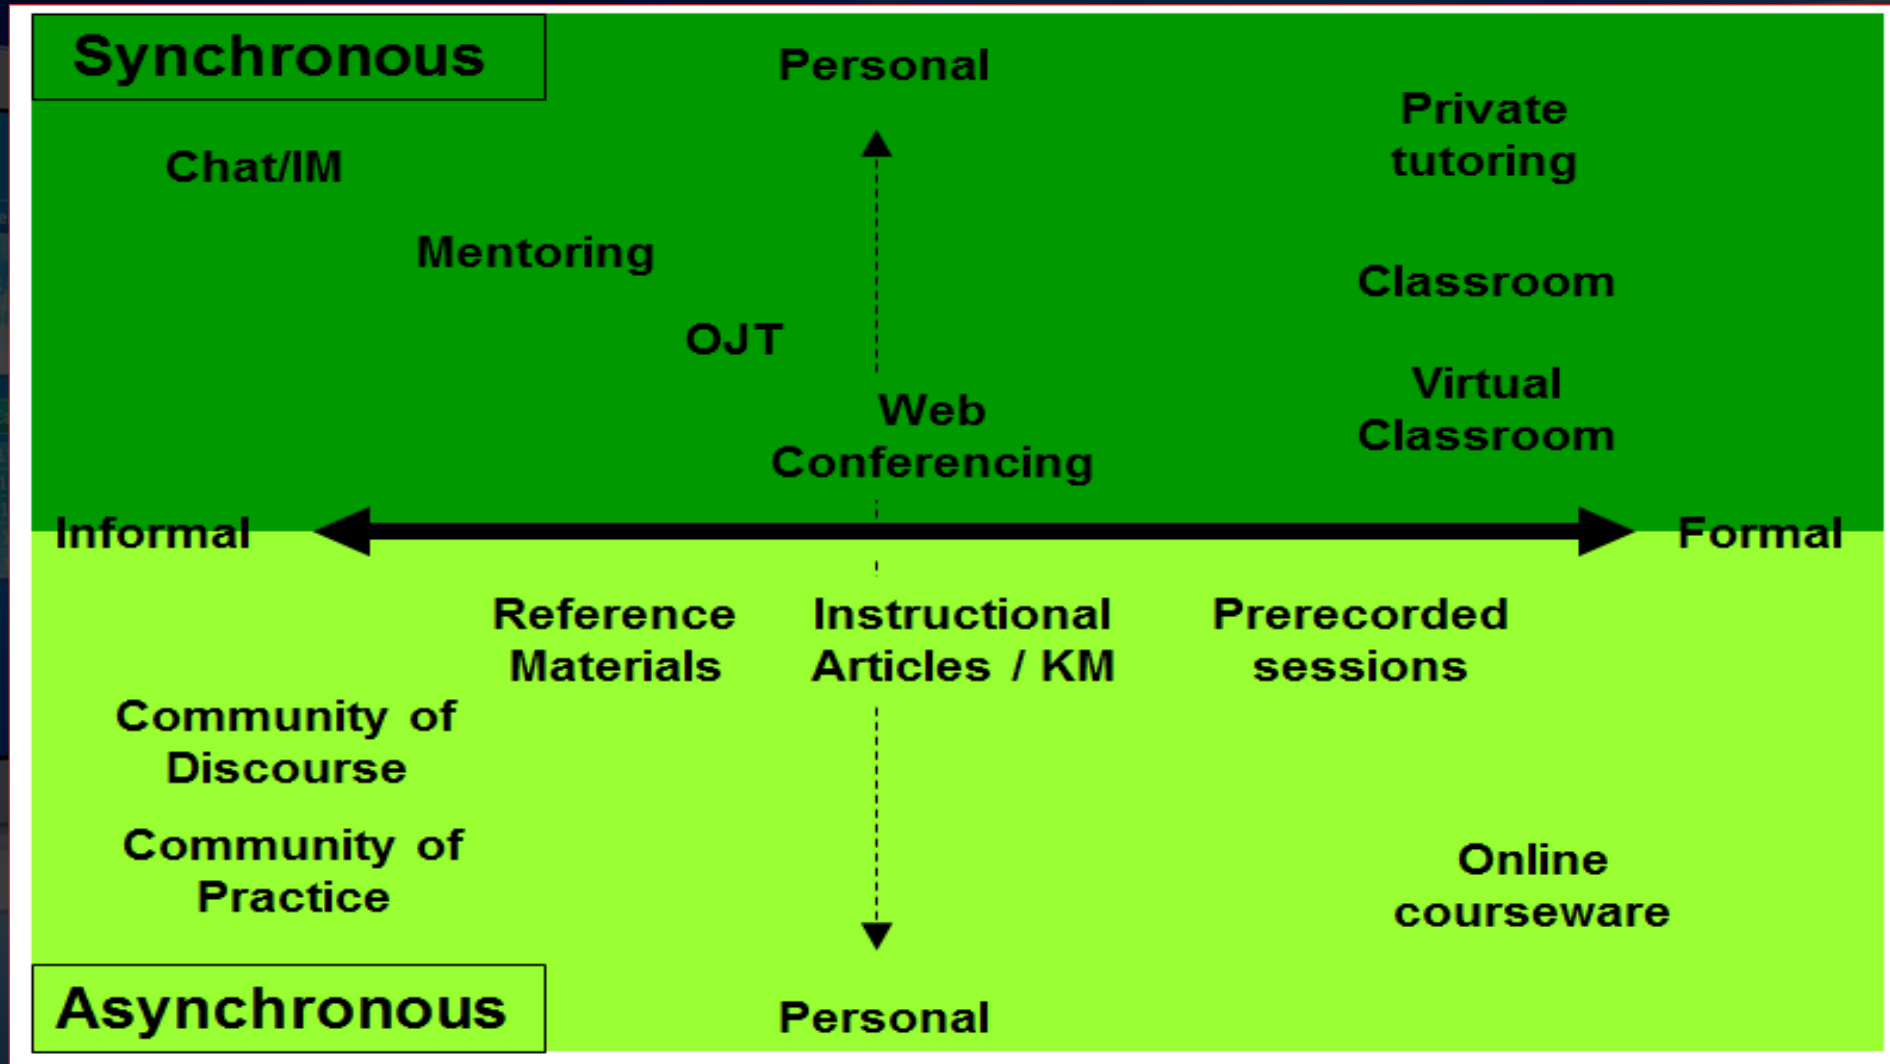 Synchronous
Personal
Private
tutoring
Chat/IM
Mentoring
Classroom
OJT
Virtual
Classroom
Web
Conferencing
Informal
Formal
Reference
Materials
Instructional
Articles / KM
Prerecorded
sessions
Community of
Discourse
Community of
Practice
Online
courseware
Asynchronous
Personal